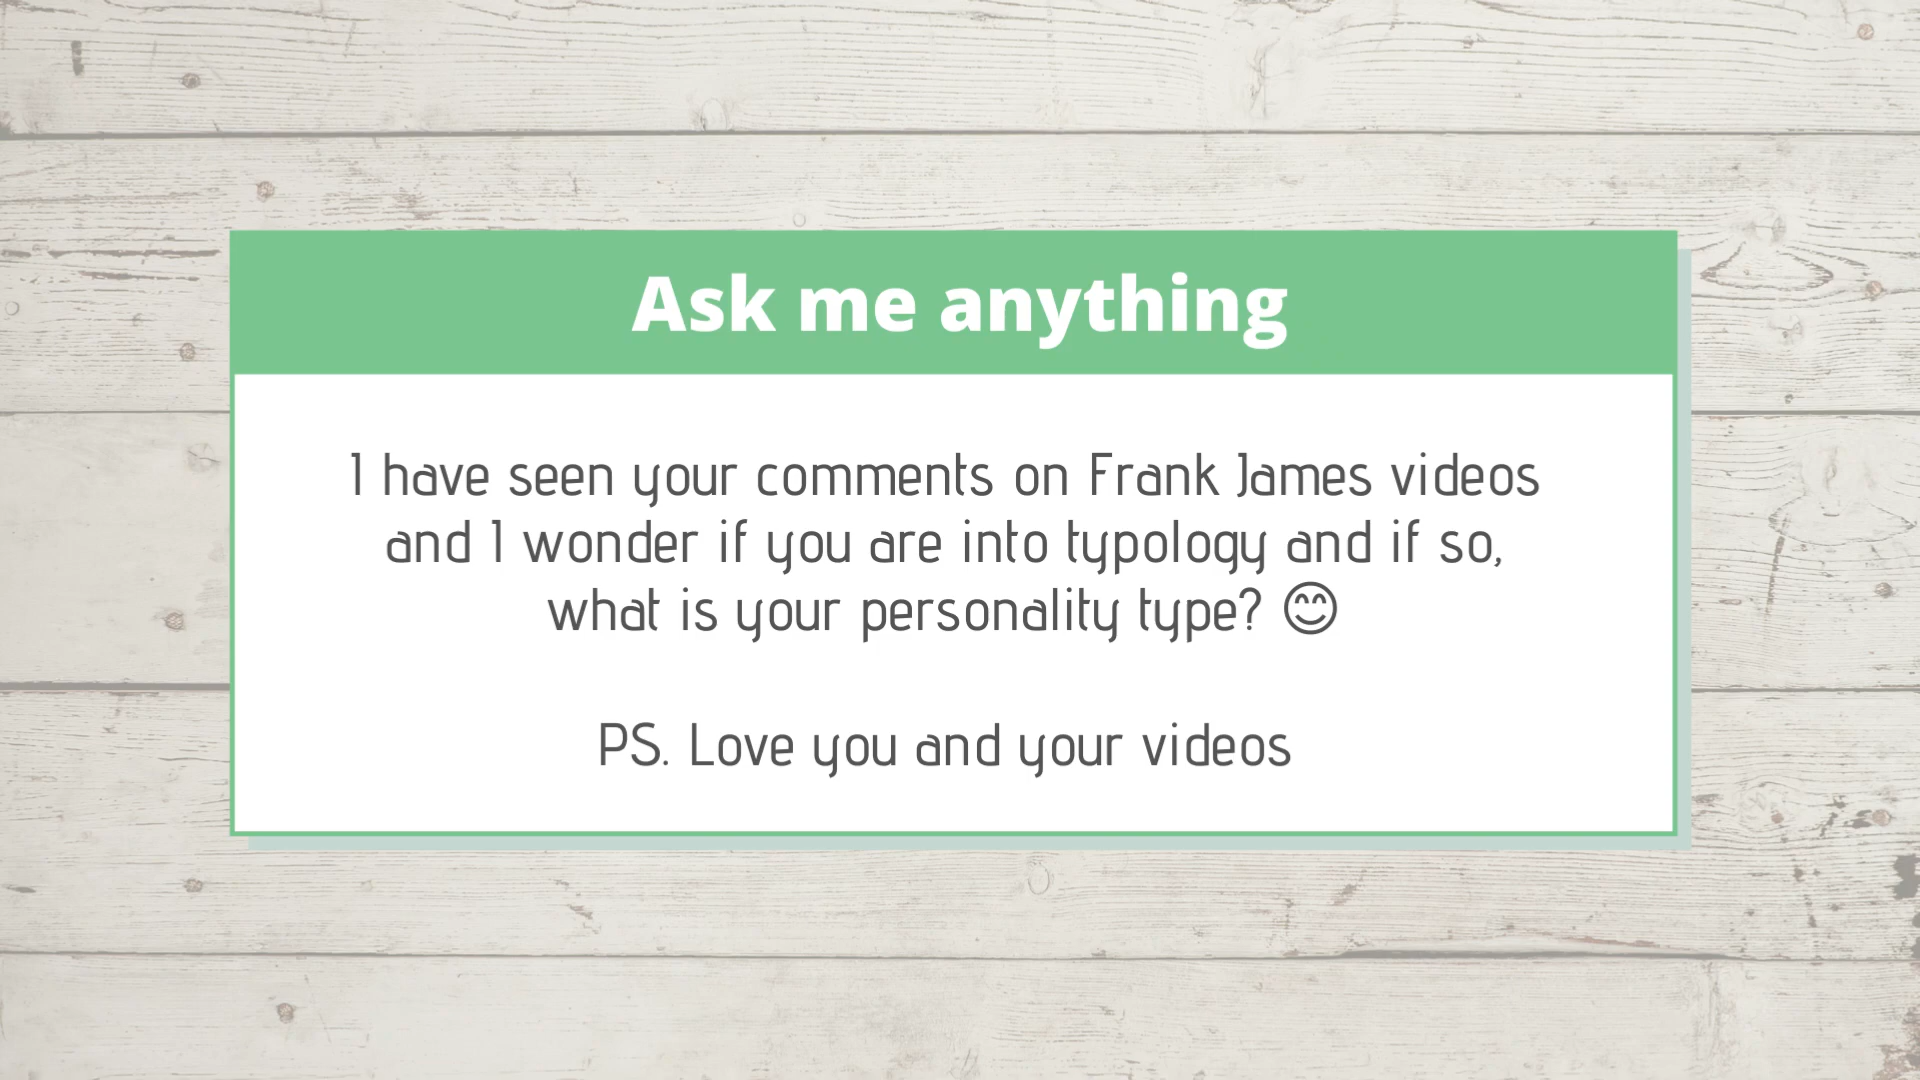 Ask me anything
I have seen your comments on Frank James videos
and I wonder if you are into typology and if so,
what is your personality type? 😊
PS. Love you and your videos